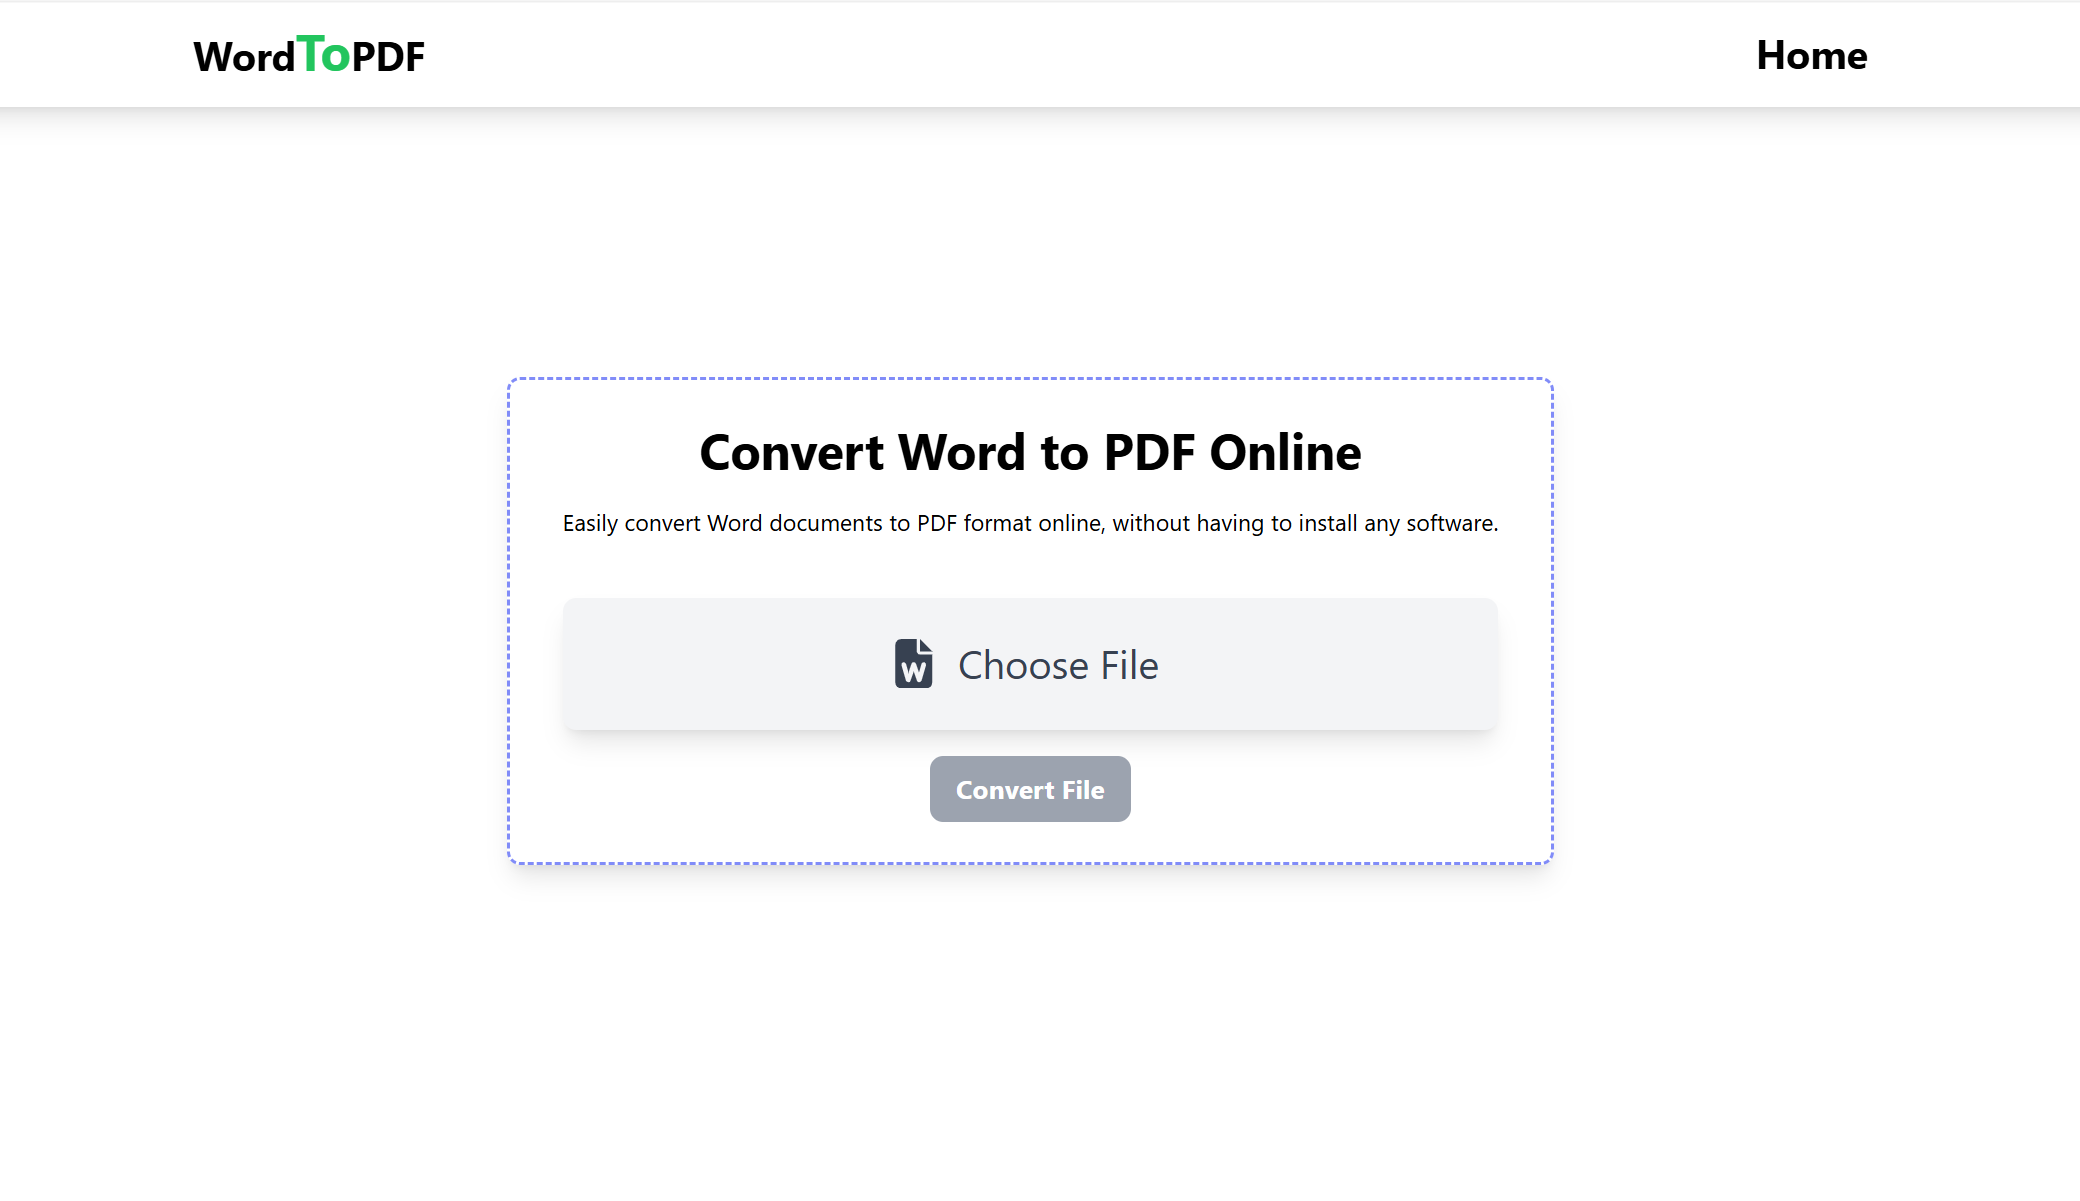 WordToPDF
Home
Convert Word to PDF Online
Easily convert Word documents to PDF format online, without having to install any software.
W Choose File
Convert File